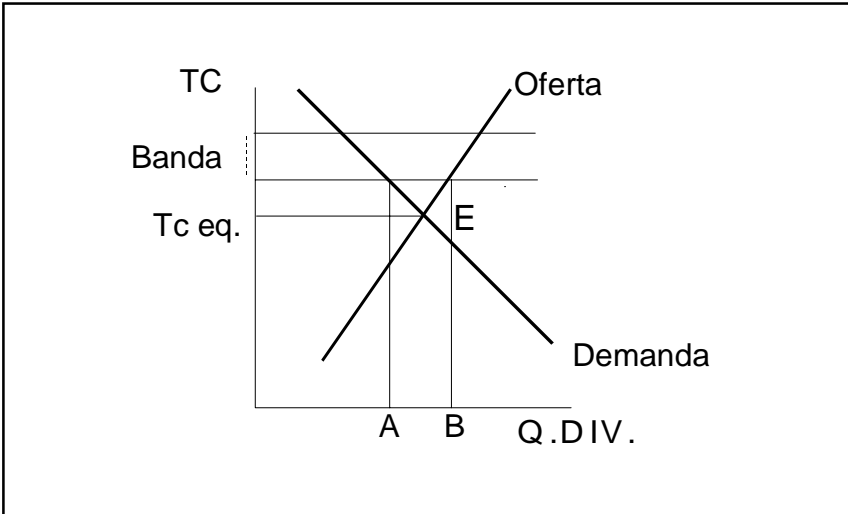 TC
Oferta
Banda
Tc eq.
E
Demanda
A
B
Q.DIV.